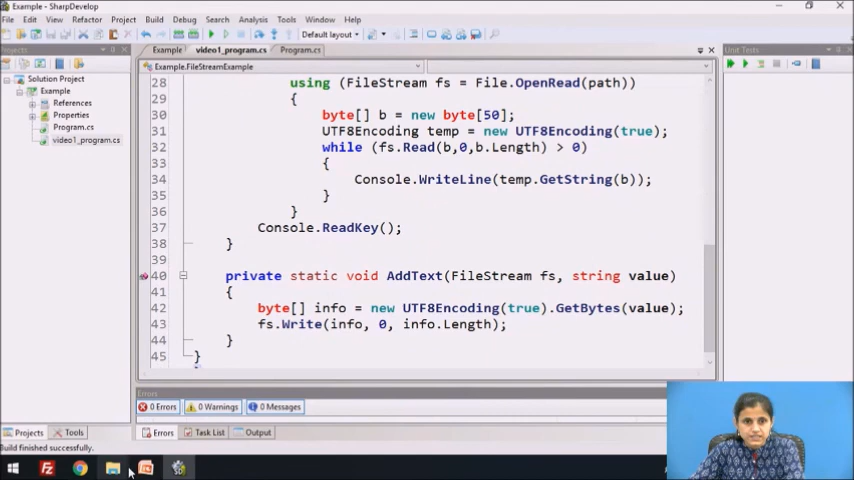 Example - SharpDevelop
File Edit View Refactor Project Build Debug Search Analysis Tools Window Help
Default layout
Projects
Example video1_program.cs Program.cs
Unit Tests
Example.FileStreamExample
Solution Project
Example
References
Properties
Program.cs
video1_program.cs
28 using (FileStream fs = File.OpenRead(path))
29 {
30 byte[] b = new byte[50];
31 UTF8Encoding temp = new UTF8Encoding(true);
32 while (fs.Read(b,0,b.Length) > 0)
33 {
34 Console.WriteLine(temp.GetString(b));
35 }
36 }
37 Console.ReadKey();
38 }
39
40 private static void AddText(FileStream fs, string value)
41 {
42 byte[] info = new UTF8Encoding(true).GetBytes(value);
43 fs.Write(info, 0, info.Length);
44 }
45 }
Errors
0 Errors 0 Warnings 0 Messages
Projects Tools Errors Task List Output
Build finished successfully.